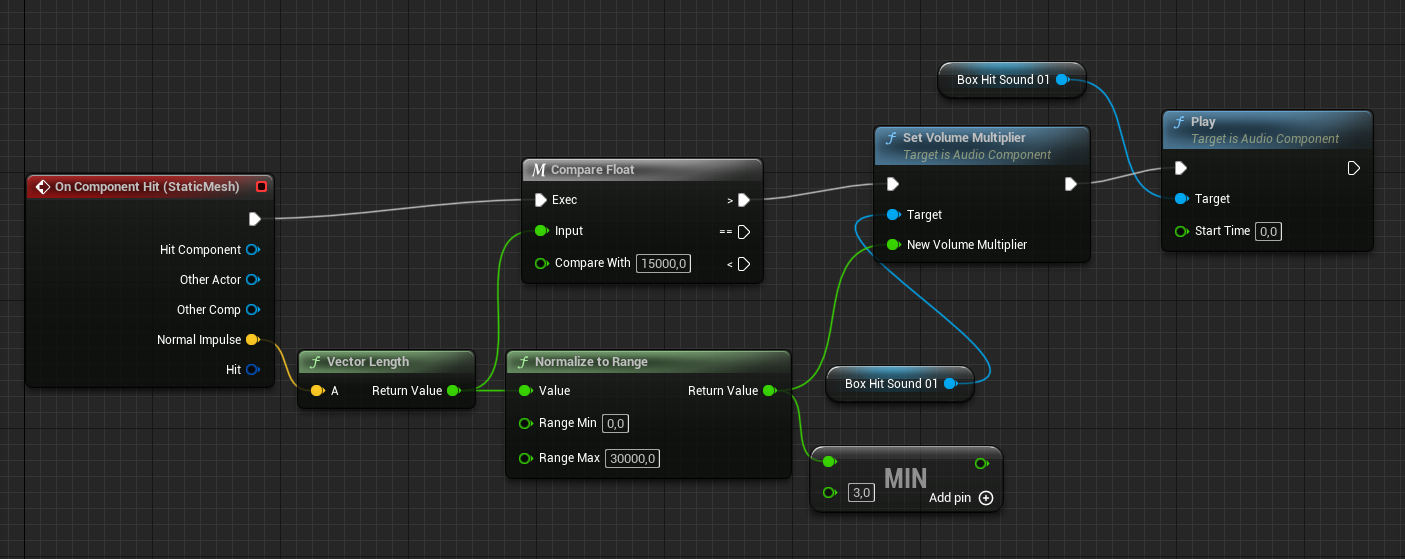 Box Hit Sound 01
Play
Target is Audio Component
Target
Start Time 0,0
Set Volume Multiplier
Target is Audio Component
Target
New Volume Multiplier
Compare Float
Exec >
Input ==
Compare With 15000,0 <
On Component Hit (StaticMesh)
Hit Component
Other Actor
Other Comp
Normal Impulse
Hit
Vector Length
A Return Value
Normalize to Range
Value Return Value
Range Min 0,0
Range Max 30000,0
Box Hit Sound 01
MIN
3,0
Add pin